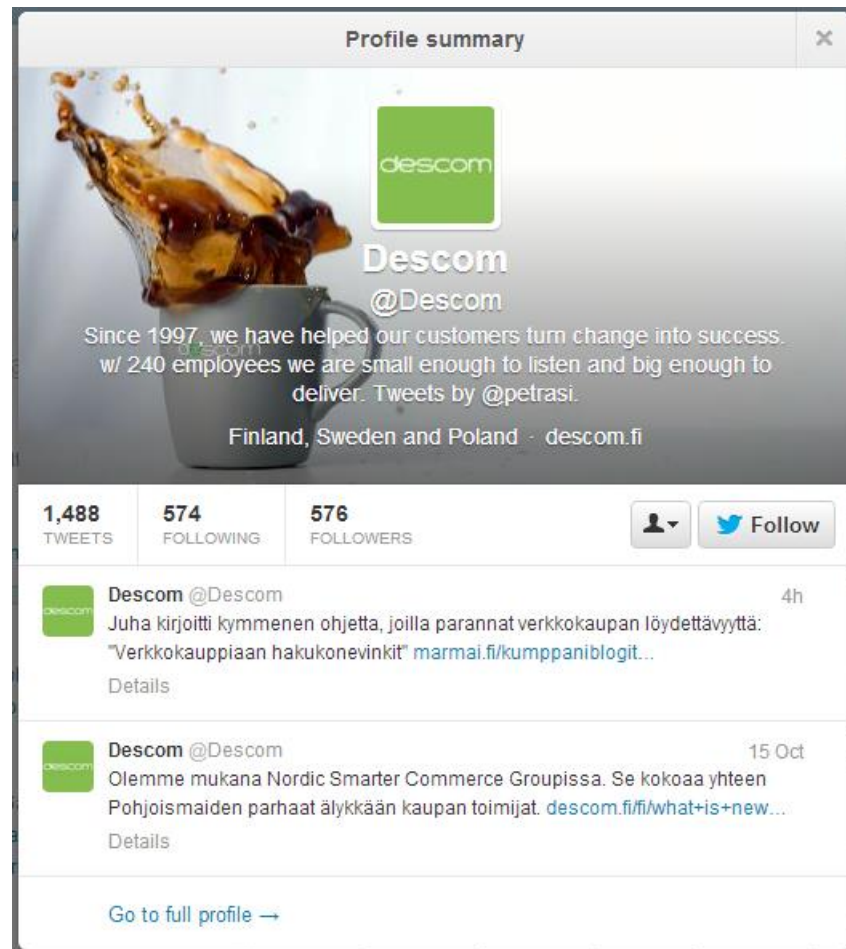 Profile summary
×
descom
Descom
@Descom
descom
Since 1997, we have helped our customers turn change into success.
w/ 240 employees we are small enough to listen and big enough to
deliver. Tweets by @petrasi.
Finland, Sweden and Poland · descom.fi
1,488 574 576
TWEETS FOLLOWING FOLLOWERS
Follow
descom
Descom @Descom 4h
Juha kirjoitti kymmenen ohjetta, joilla parannat verkkokaupan löydettävyyttä:
"Verkkokauppiaan hakukonevinkit" marmai.fi/kumppaniblogit...
Details
descom
Descom @Descom 15 Oct
Olemme mukana Nordic Smarter Commerce Groupissa. Se kokoaa yhteen
Pohjoismaiden parhaat älykkään kaupan toimijat. descom.fi/fi/what+is+new...
Details
Go to full profile →